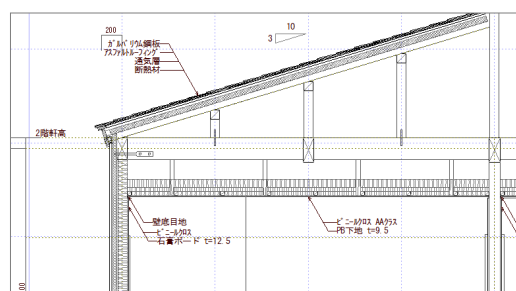 200
10
3
ｶﾞﾙﾊﾞﾘｳﾑ鋼板
ｱｽﾌｧﾙﾄﾙｰﾌｨﾝｸﾞ
通気層
断熱材
2階軒高
壁底目地
ﾋﾞﾆｰﾙｸﾛｽ
石膏ボード t=12.5
ﾋﾞﾆｰﾙｸﾛｽ AAクラス
PB下地 t=9.5